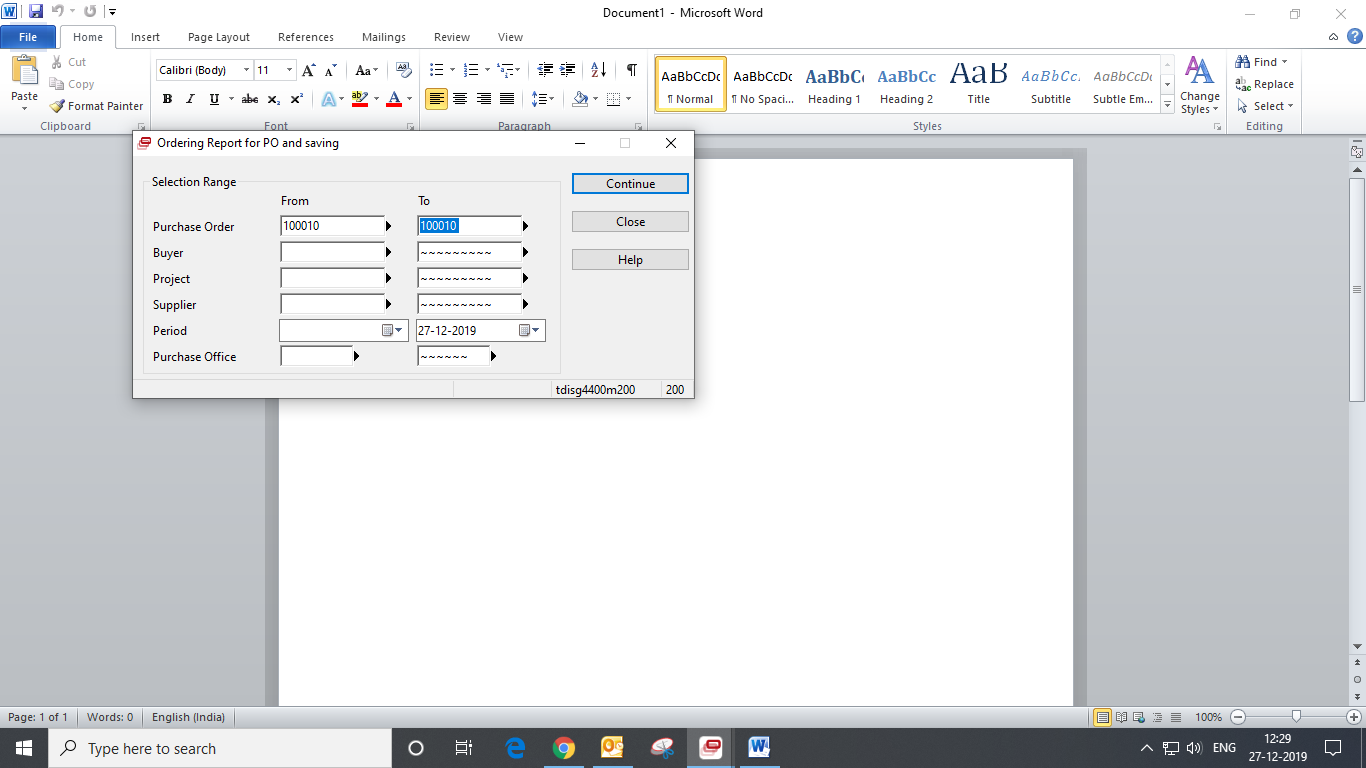 Document1 - Microsoft Word
File Home Insert Page Layout References Mailings Review View
Paste
Cut
Copy
Format Painter
Clipboard
Calibri (Body) 11
Font
Paragraph
AaBbCcDc AaBbCcDc AaBbCc AaBbCc AaB AaBbCc. AaBbCcDc
¶ Normal ¶ No Spaci... Heading 1 Heading 2 Title Subtitle Subtle Em...
Change
Styles
Styles
Find
Replace
Select
Editing
Ordering Report for PO and saving
Selection Range
From To
Purchase Order 100010 100010
Buyer ~~~~~~~~~
Project ~~~~~~~~~
Supplier ~~~~~~~~~
Period 27-12-2019
Purchase Office ~~~~~~
Continue
Close
Help
tdisg4400m200 200
Page: 1 of 1 Words: 0 English (India) 100%
Type here to search
ENG
12:29
27-12-2019